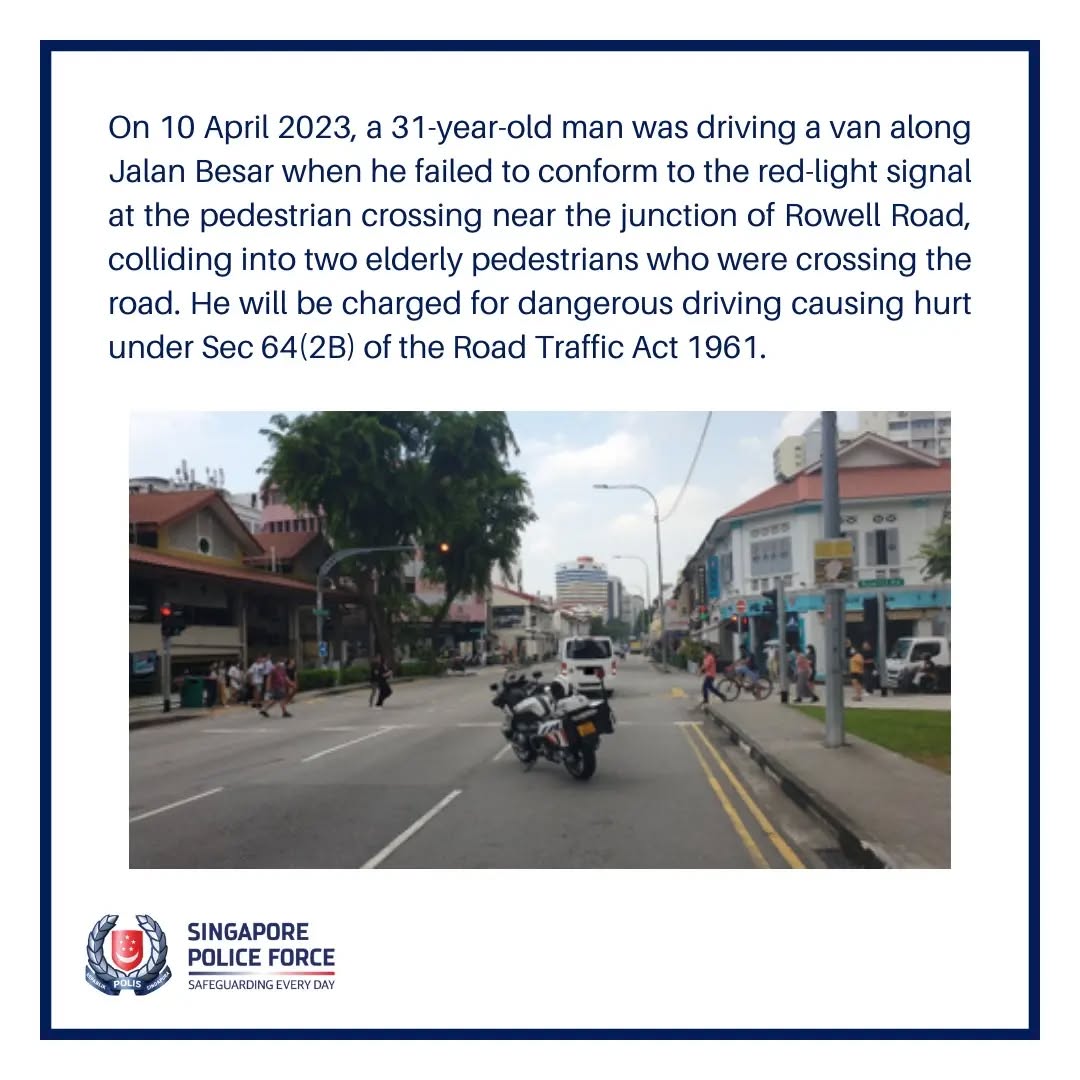 On 10 April 2023, a 31-year-old man was driving a van along
Jalan Besar when he failed to conform to the red-light signal
at the pedestrian crossing near the junction of Rowell Road,
colliding into two elderly pedestrians who were crossing the
road. He will be charged for dangerous driving causing hurt
under Sec 64(2B) of the Road Traffic Act 1961.
POLIS
SINGAPORE
POLICE FORCE
SAFEGUARDING EVERY DAY